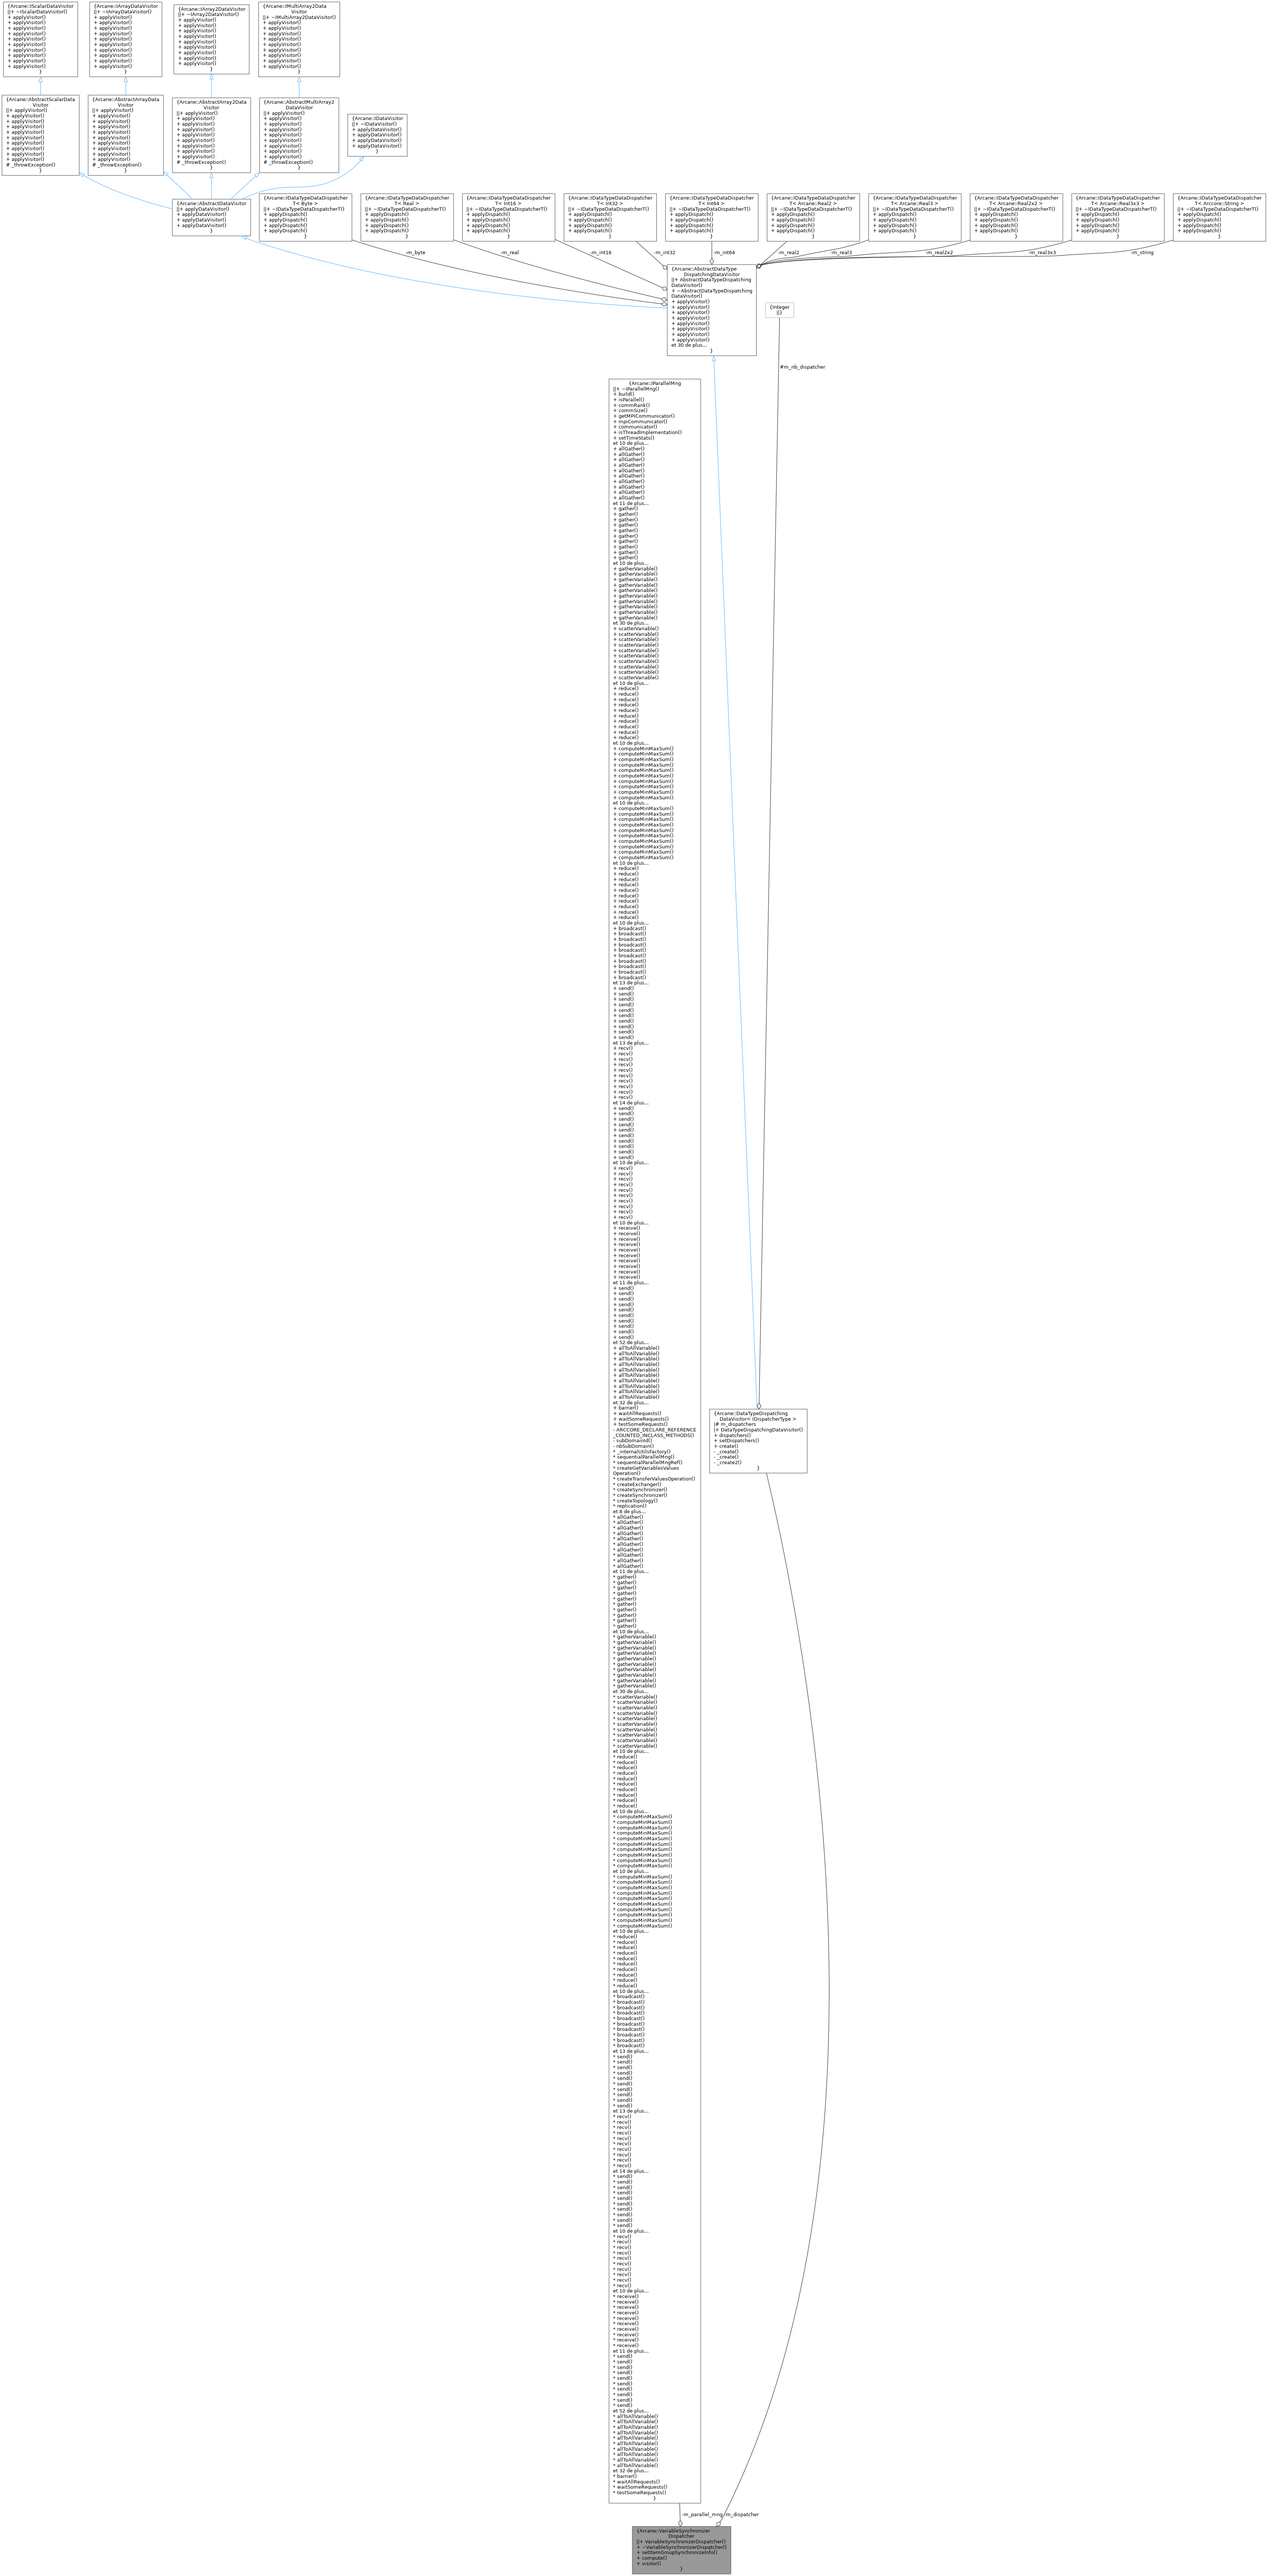 {Arcane::IScalarDataVisitor
||+ ~IScalarDataVisitor()
+ applyVisitor()
+ applyVisitor()
+ applyVisitor()
+ applyVisitor()
+ applyVisitor()
+ applyVisitor()
+ applyVisitor()
+ applyVisitor()
+ applyVisitor()
+ applyVisitor()
}
{Arcane::IArrayDataVisitor
||+ ~IArrayDataVisitor()
+ applyVisitor()
+ applyVisitor()
+ applyVisitor()
+ applyVisitor()
+ applyVisitor()
+ applyVisitor()
+ applyVisitor()
+ applyVisitor()
+ applyVisitor()
+ applyVisitor()
}
{Arcane::IArray2DataVisitor
||+ ~IArray2DataVisitor()
+ applyVisitor()
+ applyVisitor()
+ applyVisitor()
+ applyVisitor()
+ applyVisitor()
+ applyVisitor()
+ applyVisitor()
+ applyVisitor()
+ applyVisitor()
}
{Arcane::IMultiArray2Data
Visitor
||+ ~IMultiArray2DataVisitor()
+ applyVisitor()
+ applyVisitor()
+ applyVisitor()
+ applyVisitor()
+ applyVisitor()
+ applyVisitor()
+ applyVisitor()
+ applyVisitor()
+ applyVisitor()
}
{Arcane::AbstractScalarData
Visitor
||+ applyVisitor()
+ applyVisitor()
+ applyVisitor()
+ applyVisitor()
+ applyVisitor()
+ applyVisitor()
+ applyVisitor()
+ applyVisitor()
+ applyVisitor()
+ applyVisitor()
# _throwException()
}
{Arcane::AbstractArrayData
Visitor
||+ applyVisitor()
+ applyVisitor()
+ applyVisitor()
+ applyVisitor()
+ applyVisitor()
+ applyVisitor()
+ applyVisitor()
+ applyVisitor()
+ applyVisitor()
+ applyVisitor()
# _throwException()
}
{Arcane::AbstractArray2Data
Visitor
||+ applyVisitor()
+ applyVisitor()
+ applyVisitor()
+ applyVisitor()
+ applyVisitor()
+ applyVisitor()
+ applyVisitor()
+ applyVisitor()
+ applyVisitor()
# _throwException()
}
{Arcane::AbstractMultiArray2
DataVisitor
||+ applyVisitor()
+ applyVisitor()
+ applyVisitor()
+ applyVisitor()
+ applyVisitor()
+ applyVisitor()
+ applyVisitor()
+ applyVisitor()
+ applyVisitor()
# _throwException()
}
{Arcane::IDataVisitor
||+ ~IDataVisitor()
+ applyDataVisitor()
+ applyDataVisitor()
+ applyDataVisitor()
+ applyDataVisitor()
}
{Arcane::AbstractDataVisitor
||+ applyDataVisitor()
+ applyDataVisitor()
+ applyDataVisitor()
+ applyDataVisitor()
}
{IDataTypeDataDispatcher
T< Byte >
||+ ~IDataTypeDataDispatcherT()
+ applyDispatch()
+ applyDispatch()
+ applyDispatch()
+ applyDispatch()
}
{IDataTypeDataDispatcher
T< Real >
||+ ~IDataTypeDataDispatcherT()
+ applyDispatch()
+ applyDispatch()
+ applyDispatch()
+ applyDispatch()
}
{IDataTypeDataDispatcher
T< Int16 >
||+ ~IDataTypeDataDispatcherT()
+ applyDispatch()
+ applyDispatch()
+ applyDispatch()
+ applyDispatch()
}
{IDataTypeDataDispatcher
T< Int32 >
||+ ~IDataTypeDataDispatcherT()
+ applyDispatch()
+ applyDispatch()
+ applyDispatch()
+ applyDispatch()
}
{IDataTypeDataDispatcher
T< Int64 >
||+ ~IDataTypeDataDispatcherT()
+ applyDispatch()
+ applyDispatch()
+ applyDispatch()
+ applyDispatch()
}
{IDataTypeDataDispatcher
T< Arcane::Real2 >
||+ ~IDataTypeDataDispatcherT()
+ applyDispatch()
+ applyDispatch()
+ applyDispatch()
+ applyDispatch()
}
{IDataTypeDataDispatcher
T< Arcane::Real3 >
||+ ~IDataTypeDataDispatcherT()
+ applyDispatch()
+ applyDispatch()
+ applyDispatch()
+ applyDispatch()
}
{IDataTypeDataDispatcher
T< Arcane::Real2x2 >
||+ ~IDataTypeDataDispatcherT()
+ applyDispatch()
+ applyDispatch()
+ applyDispatch()
+ applyDispatch()
}
{IDataTypeDataDispatcher
T< Arcane::Real3x3 >
||+ ~IDataTypeDataDispatcherT()
+ applyDispatch()
+ applyDispatch()
+ applyDispatch()
+ applyDispatch()
}
{IDataTypeDataDispatcher
T< Arccore::String >
||+ ~IDataTypeDataDispatcherT()
+ applyDispatch()
+ applyDispatch()
+ applyDispatch()
+ applyDispatch()
}
-m_byte
-m_real
-m_int16
-m_int32
-m_int64
-m_real2
-m_real3
-m_real2x2
-m_real3x3
-m_string
{Arcane::AbstractDataType
DispatchingDataVisitor
||+ AbstractDataTypeDispatching
DataVisitor()
+ ~AbstractDataTypeDispatching
DataVisitor()
+ applyVisitor()
+ applyVisitor()
+ applyVisitor()
+ applyVisitor()
+ applyVisitor()
+ applyVisitor()
+ applyVisitor()
+ applyVisitor()
et 30 de plus...
}
{Integer
||}
#m_nb_dispatcher
{Arcane::IParallelMng
||+ ~IParallelMng()
+ build()
+ isParallel()
+ commRank()
+ commSize()
+ getMPICommunicator()
+ mpiCommunicator()
+ communicator()
+ isThreadImplementation()
+ setTimeStats()
et 10 de plus...
+ allGather()
+ allGather()
+ allGather()
+ allGather()
+ allGather()
+ allGather()
+ allGather()
+ allGather()
+ allGather()
+ allGather()
et 11 de plus...
+ gather()
+ gather()
+ gather()
+ gather()
+ gather()
+ gather()
+ gather()
+ gather()
+ gather()
+ gather()
et 10 de plus...
+ gatherVariable()
+ gatherVariable()
+ gatherVariable()
+ gatherVariable()
+ gatherVariable()
+ gatherVariable()
+ gatherVariable()
+ gatherVariable()
+ gatherVariable()
+ gatherVariable()
et 30 de plus...
+ scatterVariable()
+ scatterVariable()
+ scatterVariable()
+ scatterVariable()
+ scatterVariable()
+ scatterVariable()
+ scatterVariable()
+ scatterVariable()
+ scatterVariable()
+ scatterVariable()
et 10 de plus...
+ reduce()
+ reduce()
+ reduce()
+ reduce()
+ reduce()
+ reduce()
+ reduce()
+ reduce()
+ reduce()
+ reduce()
et 10 de plus...
+ computeMinMaxSum()
+ computeMinMaxSum()
+ computeMinMaxSum()
+ computeMinMaxSum()
+ computeMinMaxSum()
+ computeMinMaxSum()
+ computeMinMaxSum()
+ computeMinMaxSum()
+ computeMinMaxSum()
+ computeMinMaxSum()
et 10 de plus...
+ computeMinMaxSum()
+ computeMinMaxSum()
+ computeMinMaxSum()
+ computeMinMaxSum()
+ computeMinMaxSum()
+ computeMinMaxSum()
+ computeMinMaxSum()
+ computeMinMaxSum()
+ computeMinMaxSum()
+ computeMinMaxSum()
et 10 de plus...
+ reduce()
+ reduce()
+ reduce()
+ reduce()
+ reduce()
+ reduce()
+ reduce()
+ reduce()
+ reduce()
+ reduce()
et 10 de plus...
+ broadcast()
+ broadcast()
+ broadcast()
+ broadcast()
+ broadcast()
+ broadcast()
+ broadcast()
+ broadcast()
+ broadcast()
+ broadcast()
et 13 de plus...
+ send()
+ send()
+ send()
+ send()
+ send()
+ send()
+ send()
+ send()
+ send()
+ send()
et 13 de plus...
+ recv()
+ recv()
+ recv()
+ recv()
+ recv()
+ recv()
+ recv()
+ recv()
+ recv()
+ recv()
et 14 de plus...
+ send()
+ send()
+ send()
+ send()
+ send()
+ send()
+ send()
+ send()
+ send()
+ send()
et 10 de plus...
+ recv()
+ recv()
+ recv()
+ recv()
+ recv()
+ recv()
+ recv()
+ recv()
+ recv()
+ recv()
et 10 de plus...
+ receive()
+ receive()
+ receive()
+ receive()
+ receive()
+ receive()
+ receive()
+ receive()
+ receive()
+ receive()
et 11 de plus...
+ send()
+ send()
+ send()
+ send()
+ send()
+ send()
+ send()
+ send()
+ send()
+ send()
et 52 de plus...
+ allToAllVariable()
+ allToAllVariable()
+ allToAllVariable()
+ allToAllVariable()
+ allToAllVariable()
+ allToAllVariable()
+ allToAllVariable()
+ allToAllVariable()
+ allToAllVariable()
+ allToAllVariable()
et 32 de plus...
+ barrier()
+ waitAllRequests()
+ waitSomeRequests()
+ testSomeRequests()
- ARCCORE_DECLARE_REFERENCE
_COUNTED_INCLASS_METHODS()
- subDomainId()
- nbSubDomain()
* _internalUtilsFactory()
* sequentialParallelMng()
* sequentialParallelMngRef()
* createGetVariablesValues
Operation()
* createTransferValuesOperation()
* createExchanger()
* createSynchronizer()
* createSynchronizer()
* createTopology()
* replication()
et 8 de plus...
* allGather()
* allGather()
* allGather()
* allGather()
* allGather()
* allGather()
* allGather()
* allGather()
* allGather()
* allGather()
et 11 de plus...
* gather()
* gather()
* gather()
* gather()
* gather()
* gather()
* gather()
* gather()
* gather()
* gather()
et 10 de plus...
* gatherVariable()
* gatherVariable()
* gatherVariable()
* gatherVariable()
* gatherVariable()
* gatherVariable()
* gatherVariable()
* gatherVariable()
* gatherVariable()
* gatherVariable()
et 30 de plus...
* scatterVariable()
* scatterVariable()
* scatterVariable()
* scatterVariable()
* scatterVariable()
* scatterVariable()
* scatterVariable()
* scatterVariable()
* scatterVariable()
* scatterVariable()
et 10 de plus...
* reduce()
* reduce()
* reduce()
* reduce()
* reduce()
* reduce()
* reduce()
* reduce()
* reduce()
* reduce()
et 10 de plus...
* computeMinMaxSum()
* computeMinMaxSum()
* computeMinMaxSum()
* computeMinMaxSum()
* computeMinMaxSum()
* computeMinMaxSum()
* computeMinMaxSum()
* computeMinMaxSum()
* computeMinMaxSum()
* computeMinMaxSum()
et 10 de plus...
* computeMinMaxSum()
* computeMinMaxSum()
* computeMinMaxSum()
* computeMinMaxSum()
* computeMinMaxSum()
* computeMinMaxSum()
* computeMinMaxSum()
* computeMinMaxSum()
* computeMinMaxSum()
* computeMinMaxSum()
et 10 de plus...
* reduce()
* reduce()
* reduce()
* reduce()
* reduce()
* reduce()
* reduce()
* reduce()
* reduce()
* reduce()
et 10 de plus...
* broadcast()
* broadcast()
* broadcast()
* broadcast()
* broadcast()
* broadcast()
* broadcast()
* broadcast()
* broadcast()
* broadcast()
et 13 de plus...
* send()
* send()
* send()
* send()
* send()
* send()
* send()
* send()
* send()
* send()
et 13 de plus...
* recv()
* recv()
* recv()
* recv()
* recv()
* recv()
* recv()
* recv()
* recv()
* recv()
et 14 de plus...
* send()
* send()
* send()
* send()
* send()
* send()
* send()
* send()
* send()
* send()
et 10 de plus...
* recv()
* recv()
* recv()
* recv()
* recv()
* recv()
* recv()
* recv()
* recv()
* recv()
et 10 de plus...
* receive()
* receive()
* receive()
* receive()
* receive()
* receive()
* receive()
* receive()
* receive()
* receive()
et 11 de plus...
* send()
* send()
* send()
* send()
* send()
* send()
* send()
* send()
* send()
* send()
et 52 de plus...
* allToAllVariable()
* allToAllVariable()
* allToAllVariable()
* allToAllVariable()
* allToAllVariable()
* allToAllVariable()
* allToAllVariable()
* allToAllVariable()
* allToAllVariable()
* allToAllVariable()
et 32 de plus...
* barrier()
* waitAllRequests()
* waitSomeRequests()
* testSomeRequests()
}
{Arcane::DataTypeDispatching
DataVisitor< IDispatcherType >
|# m_dispatchers
|+ DataTypeDispatchingDataVisitor()
+ dispatchers()
+ setDispatchers()
+ create()
- _create()
- _create()
- _create2()
}
-m_parallel_mng
-m_dispatcher
{Arcane::VariableSynchronizer
Dispatcher
||+ VariableSynchronizerDispatcher()
+ ~VariableSynchronizerDispatcher()
+ setItemGroupSynchronizeInfo()
+ compute()
+ visitor()
}